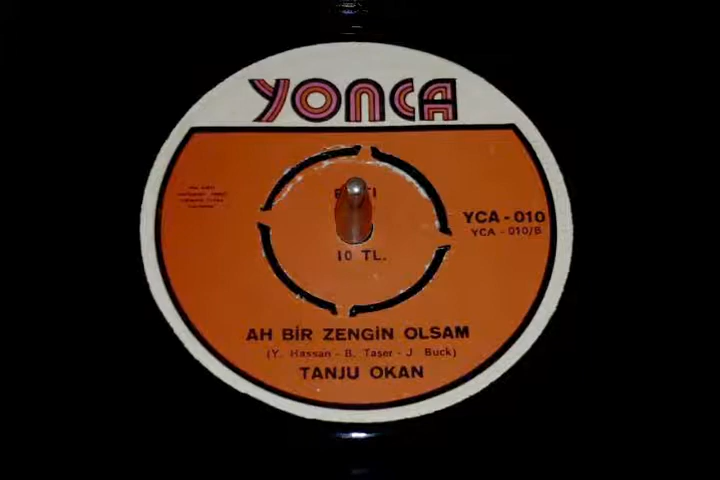 YONCA
YCA - 010
YCA - 010/B
10 TL.
AH BİR ZENGİN OLSAM
(Y. Hassan - B. Taşer - J. Buck)
TANJU OKAN